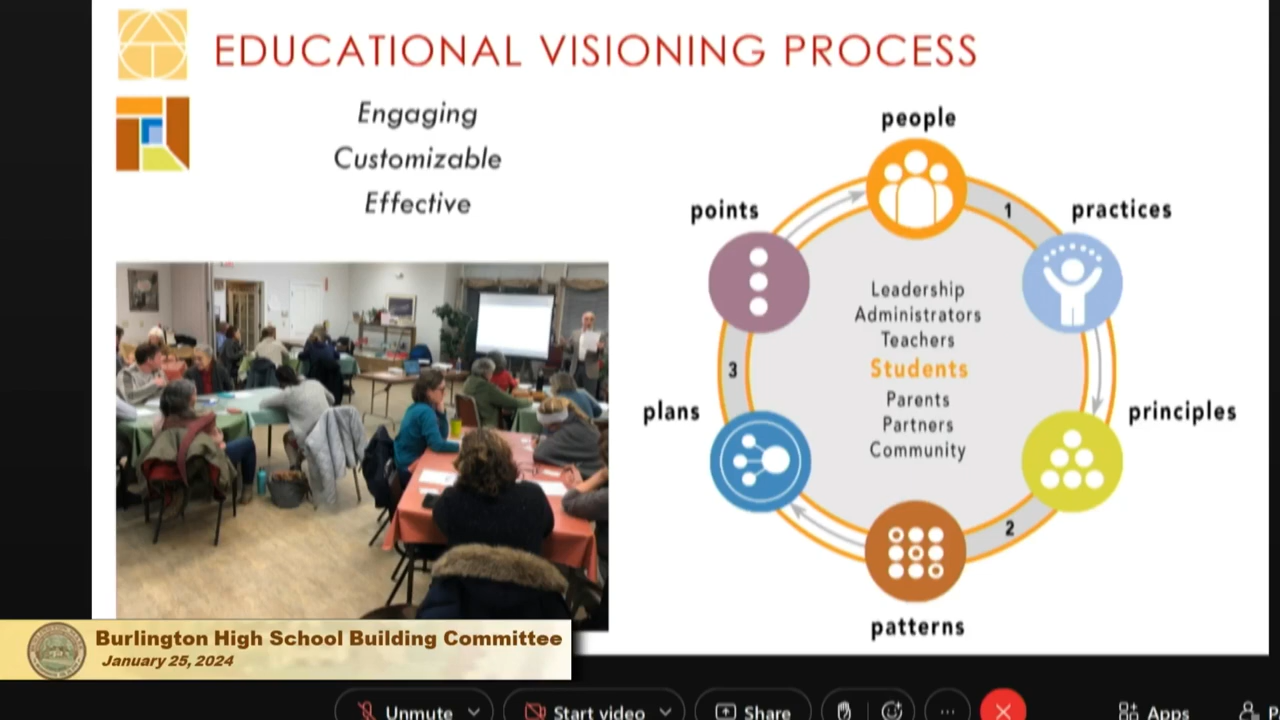 EDUCATIONAL VISIONING PROCESS
Engaging
Customizable
Effective
people
points
1
practices
Leadership
Administrators
Teachers
Students
Parents
Partners
Community
3
plans
principles
2
patterns
Burlington High School Building Committee
January 25, 2024
Unmute
Start video
Share
Apps
P